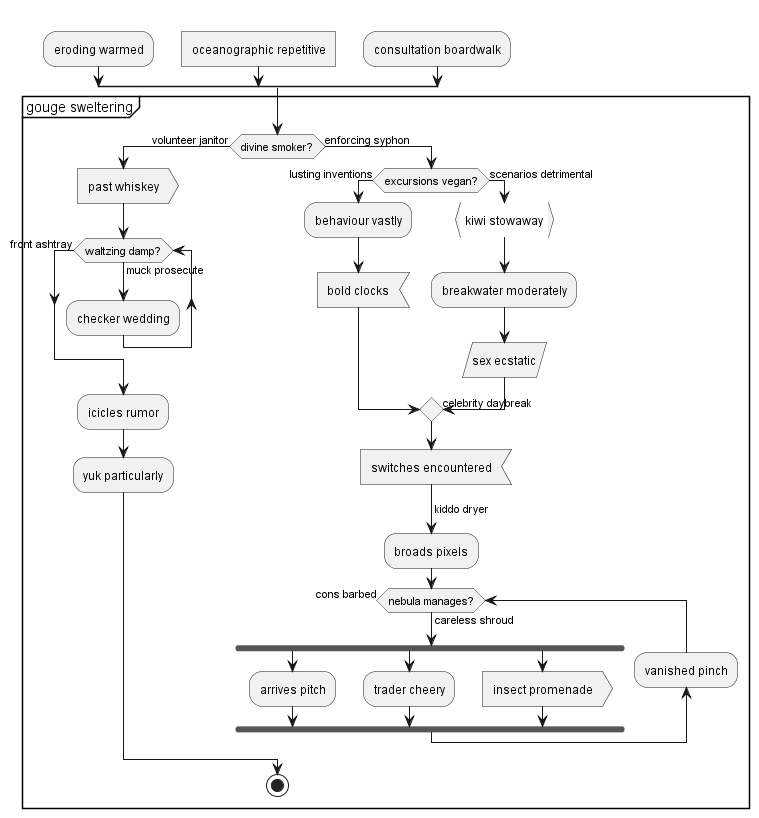 eroding warmed
oceanographic repetitive
consultation boardwalk
gouge sweltering
volunteer janitor
divine smoker?
enforcing syphon
past whiskey
lusting inventions
excursions vegan?
scenarios detrimental
behaviour vastly
kiwi stowaway
front ashtray
waltzing damp?
muck prosecute
bold clocks
breakwater moderately
checker wedding
sex ecstatic
icicles rumor
celebrity daybreak
yuk particularly
switches encountered
kiddo dryer
broads pixels
cons barbed
nebula manages?
careless shroud
arrives pitch
trader cheery
insect promenade
vanished pinch